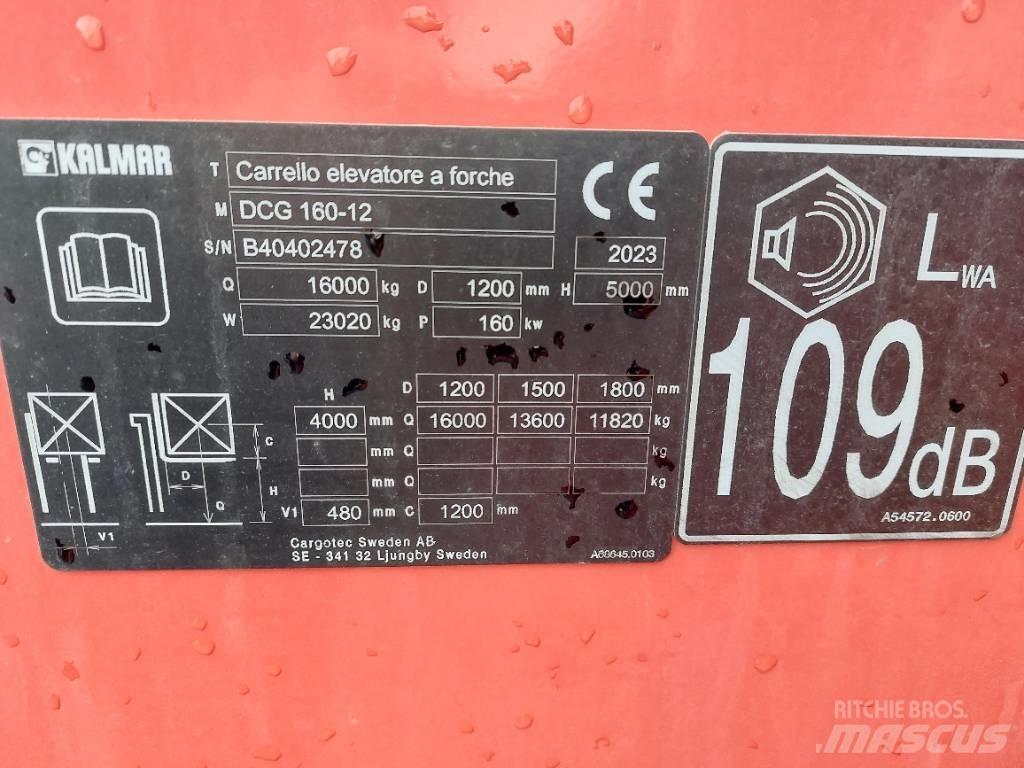 KALMAR
T Carrello elevatore a forche
M DCG 160-12
S/N B40402478 2023
Q 16000 kg D 1200 mm H 5000 mm
W 23020 kg P 160 kw
H D 1200 1500 1800 mm
4000 mm Q 16000 13600 11820 kg
mm Q kg
mm Q kg
V1 480 mm C 1200 mm
C
D
H
Q
V1
Cargotec Sweden AB
SE - 341 32 Ljungby Sweden
A66645.0103
CE
LWA
109dB
A54572.0600
RITCHIE BROS.
MASCUS